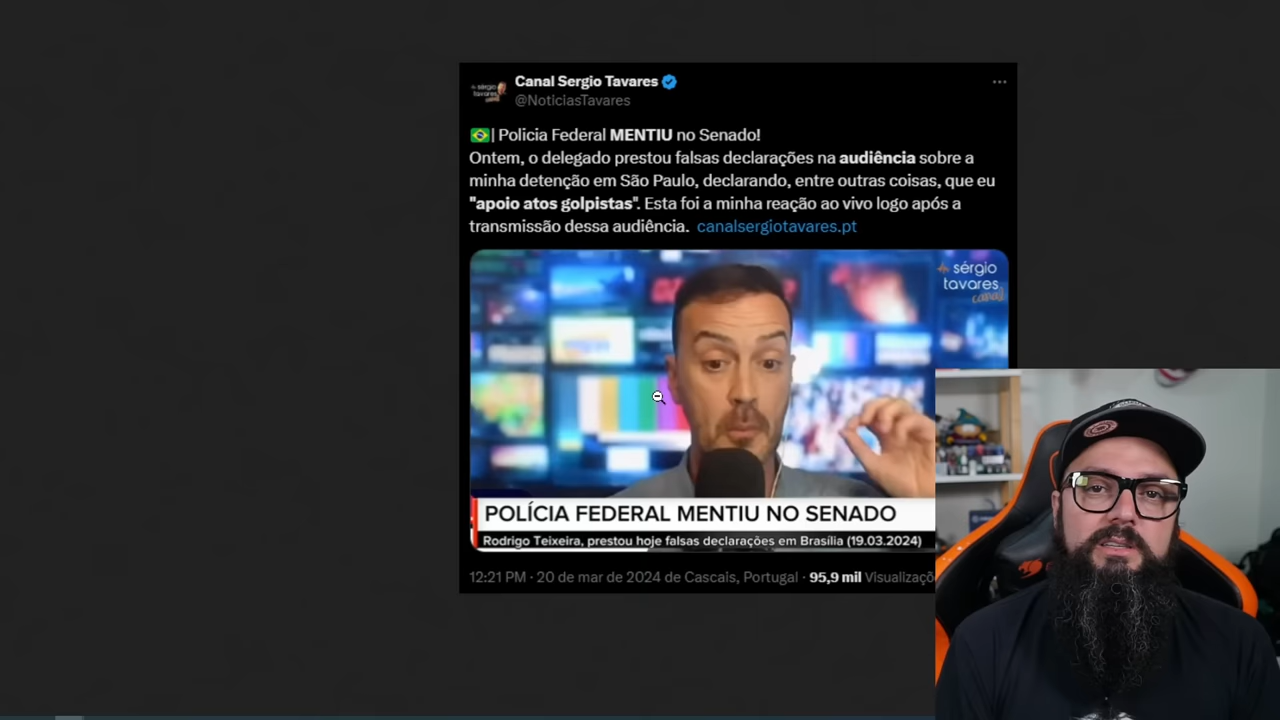 Canal Sergio Tavares
@NoticiasTavares
| Policia Federal MENTIU no Senado!
Ontem, o delegado prestou falsas declarações na audiência sobre a
minha detenção em São Paulo, declarando, entre outras coisas, que eu
"apoio atos golpistas". Esta foi a minha reação ao vivo logo após a
transmissão dessa audiência. canalsergiotavares.pt
sérgio
tavares
canal
POLÍCIA FEDERAL MENTIU NO SENADO
Rodrigo Teixeira, prestou hoje falsas declarações em Brasília (19.03.2024)
12:21 PM · 20 de mar de 2024 de Cascais, Portugal · 95,9 mil Visualizaçõ